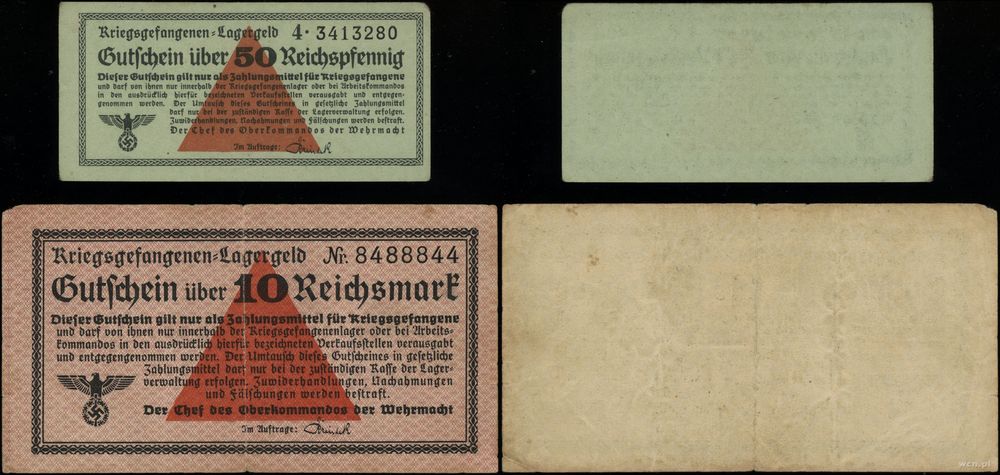 Kriegsgefangenen-Lagergeld 4·3413280
Gutschein über 50 Reichspfennig
Dieser Gutschein gilt nur als Zahlungsmittel für Kriegsgefangene
und darf von ihnen nur innerhalb der Kriegsgefangenenlager oder bei Arbeitskommandos
in den ausdrücklich hierfür bezeichneten Verkaufsstellen verausgabt und entgegen-
genommen werden. Der Umtausch dieses Gutscheines in gesetzliche Zahlungsmittel
darf nur bei der zuständigen Kasse der Lagerverwaltung erfolgen.
Zuwiderhandlungen, Nachahmungen und Fälschungen werden bestraft.
Der Chef des Oberkommandos der Wehrmacht
Im Auftrage:
Kriegsgefangenen-Lagergeld Nr. 8488844
Gutschein über 10 Reichsmark
Dieser Gutschein gilt nur als Zahlungsmittel für Kriegsgefangene
und darf von ihnen nur innerhalb der Kriegsgefangenenlager oder bei Arbeits-
kommandos in den ausdrücklich hierfür bezeichneten Verkaufsstellen verausgabt
und entgegengenommen werden. Der Umtausch dieses Gutscheines in gesetzliche
Zahlungsmittel darf nur bei der zuständigen Kasse der Lager-
verwaltung erfolgen. Zuwiderhandlungen, Nachahmungen
und Fälschungen werden bestraft.
Der Chef des Oberkommandos der Wehrmacht
Im Auftrage:
wcn.pl